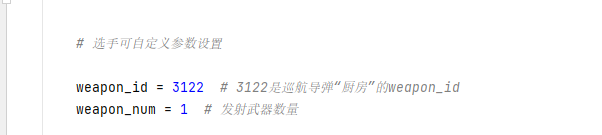 # 选手可自定义参数设置
weapon_id = 3122  # 3122是巡航导弹“厨房”的weapon_id
weapon_num = 1  # 发射武器数量